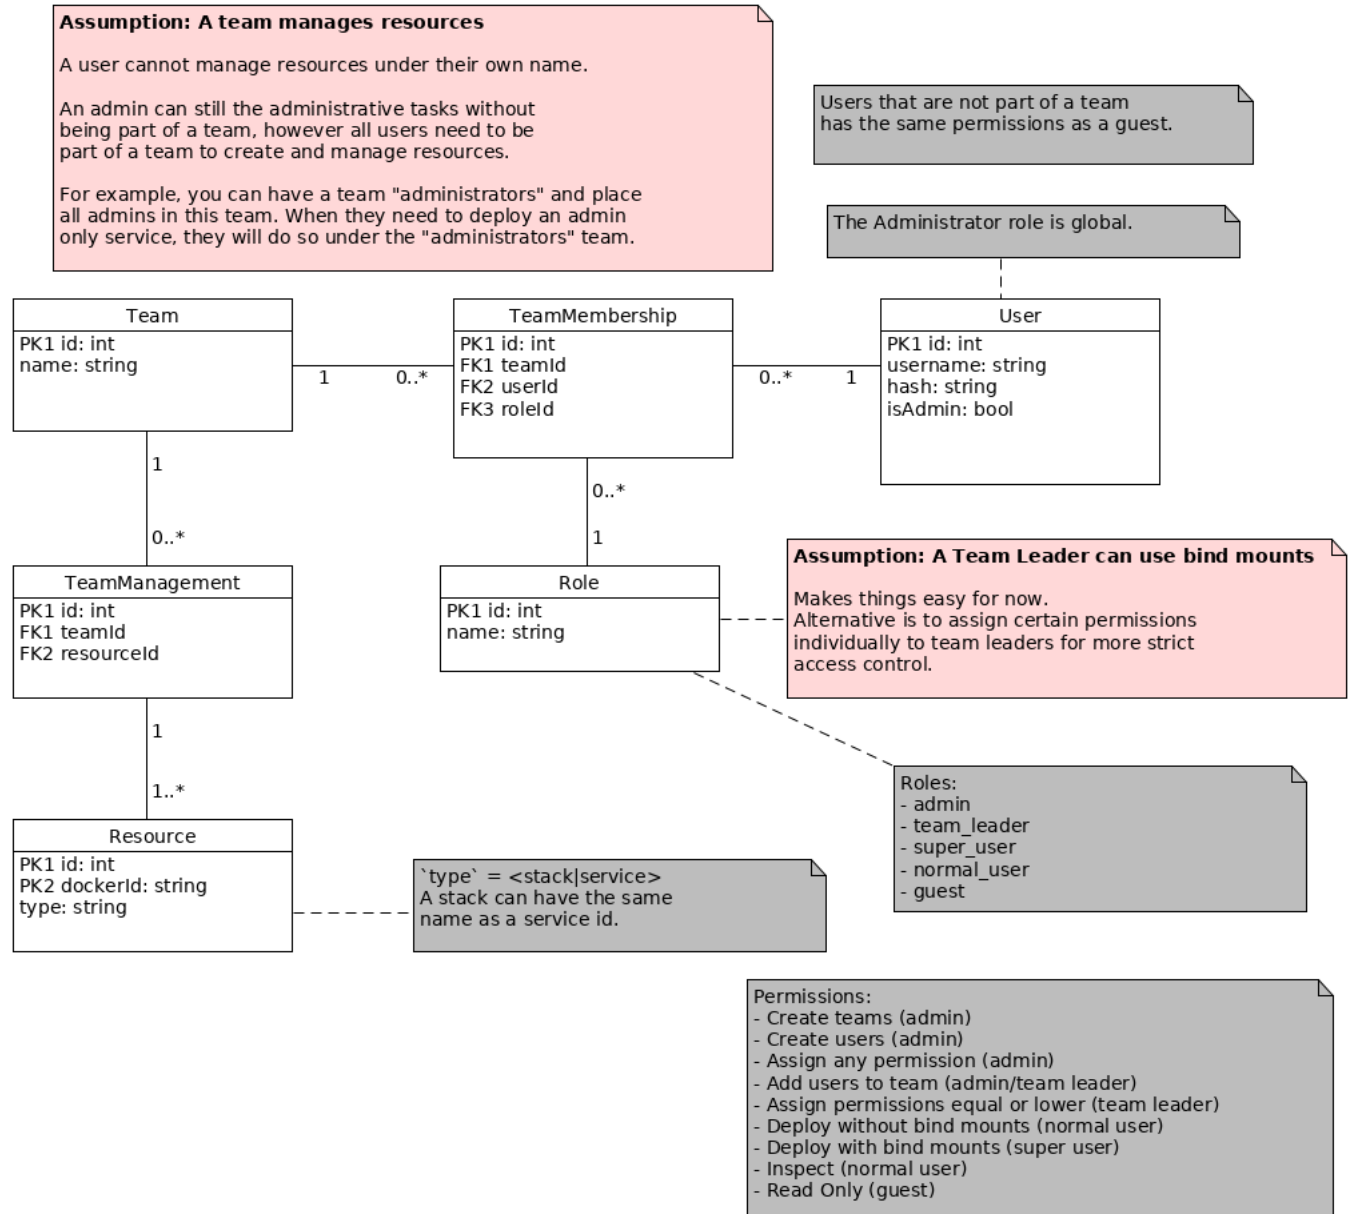 Assumption: A team manages resources
A user cannot manage resources under their own name.
An admin can still the administrative tasks without
being part of a team, however all users need to be
part of a team to create and manage resources.
For example, you can have a team "administrators" and place
all admins in this team. When they need to deploy an admin
only service, they will do so under the "administrators" team.
Users that are not part of a team
has the same permissions as a guest.
The Administrator role is global.
Team
PK1 id: int
name: string
1
0..*
TeamMembership
PK1 id: int
FK1 teamId
FK2 userId
FK3 roleId
0..*
1
User
PK1 id: int
username: string
hash: string
isAdmin: bool
1
0..*
0..*
1
TeamManagement
PK1 id: int
FK1 teamId
FK2 resourceId
Role
PK1 id: int
name: string
Assumption: A Team Leader can use bind mounts
Makes things easy for now.
Alternative is to assign certain permissions
individually to team leaders for more strict
access control.
1
1..*
Roles:
- admin
- team_leader
- super_user
- normal_user
- guest
Resource
PK1 id: int
PK2 dockerId: string
type: string
`type` = <stack|service>
A stack can have the same
name as a service id.
Permissions:
- Create teams (admin)
- Create users (admin)
- Assign any permission (admin)
- Add users to team (admin/team leader)
- Assign permissions equal or lower (team leader)
- Deploy without bind mounts (normal user)
- Deploy with bind mounts (super user)
- Inspect (normal user)
- Read Only (guest)